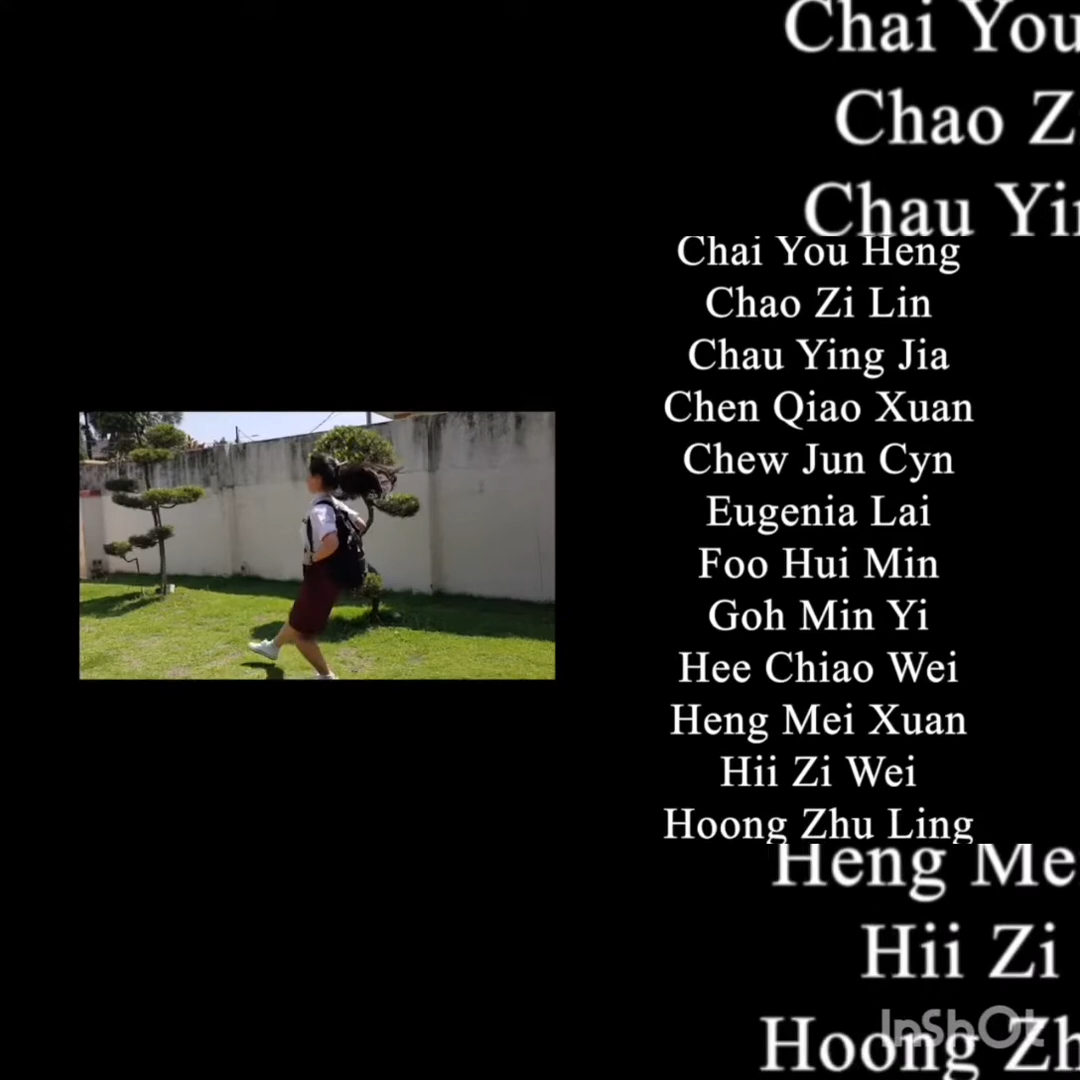 Chai You
Chao Z
Chau Yin
Chai You Heng
Chao Zi Lin
Chau Ying Jia
Chen Qiao Xuan
Chew Jun Cyn
Eugenia Lai
Foo Hui Min
Goh Min Yi
Hee Chiao Wei
Heng Mei Xuan
Hii Zi Wei
Hoong Zhu Ling
Heng Me
Hii Zi
Hoong Zh
InShOt